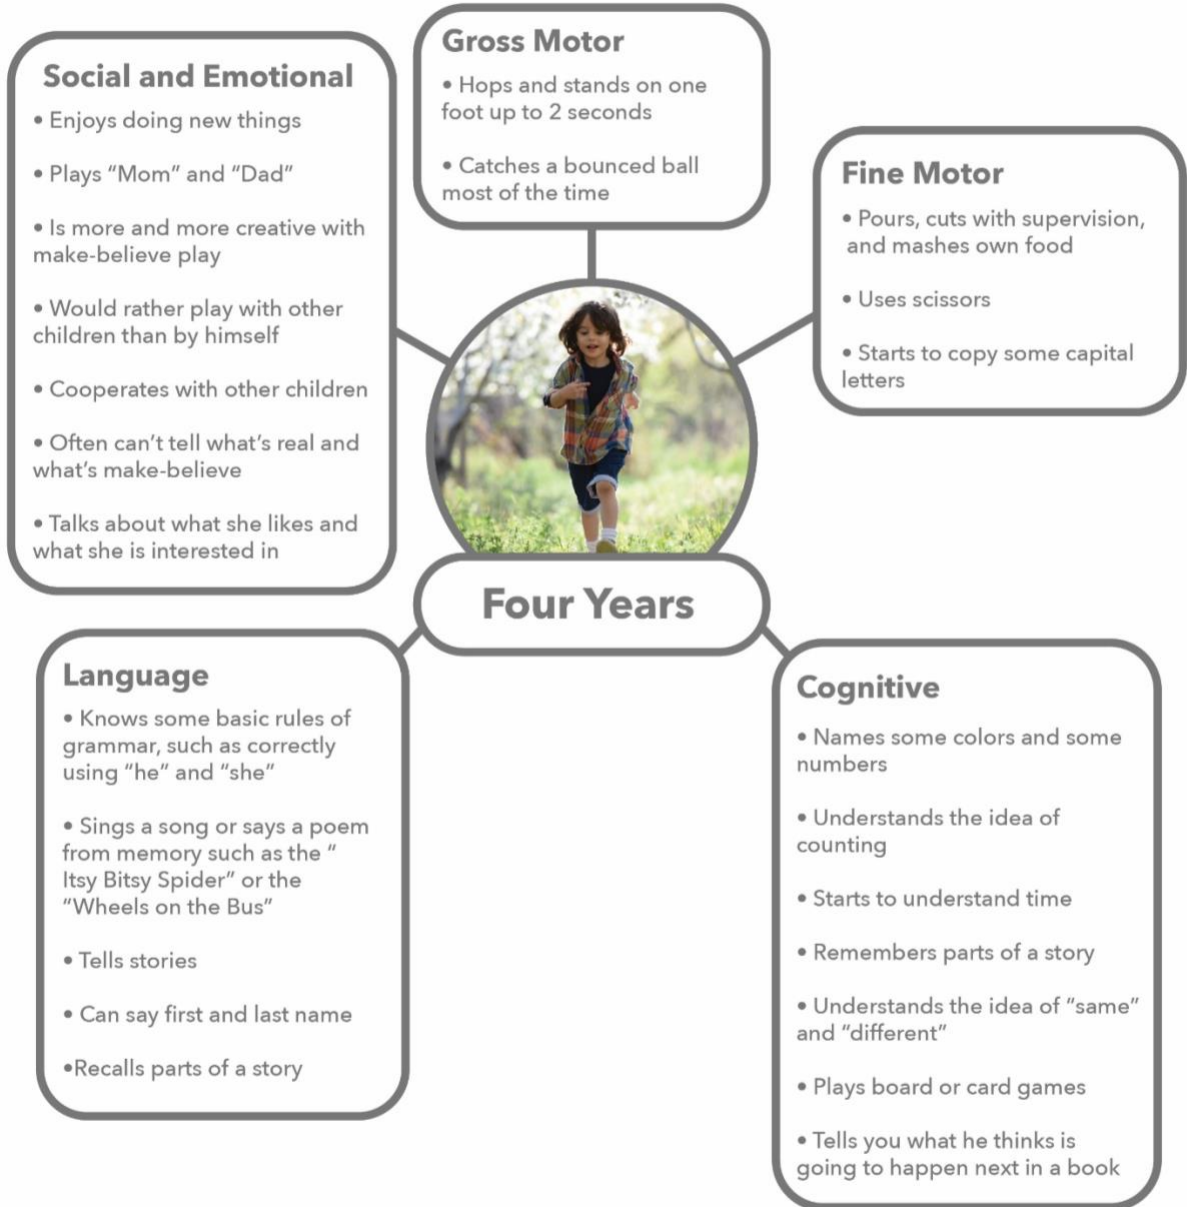 Social and Emotional
• Enjoys doing new things
• Plays “Mom” and “Dad”
• Is more and more creative with
make-believe play
• Would rather play with other
children than by himself
• Cooperates with other children
• Often can’t tell what’s real and
what’s make-believe
• Talks about what she likes and
what she is interested in
Gross Motor
• Hops and stands on one
foot up to 2 seconds
• Catches a bounced ball
most of the time
Fine Motor
• Pours, cuts with supervision,
and mashes own food
• Uses scissors
• Starts to copy some capital
letters
Four Years
Language
• Knows some basic rules of
grammar, such as correctly
using “he” and “she”
• Sings a song or says a poem
from memory such as the “
Itsy Bitsy Spider” or the
“Wheels on the Bus”
• Tells stories
• Can say first and last name
•Recalls parts of a story
Cognitive
• Names some colors and some
numbers
• Understands the idea of
counting
• Starts to understand time
• Remembers parts of a story
• Understands the idea of “same”
and “different”
• Plays board or card games
• Tells you what he thinks is
going to happen next in a book